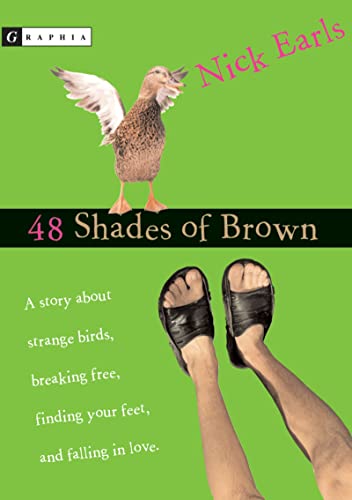 GRAPHIA
Nick Earls
48 Shades of Brown
A story about
strange birds,
breaking free,
finding your feet,
and falling in love.